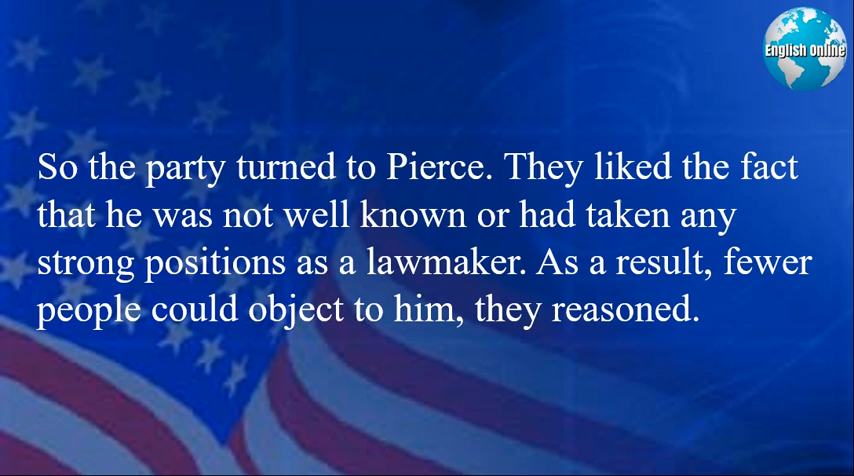 English Online
So the party turned to Pierce. They liked the fact
that he was not well known or had taken any
strong positions as a lawmaker. As a result, fewer
people could object to him, they reasoned.